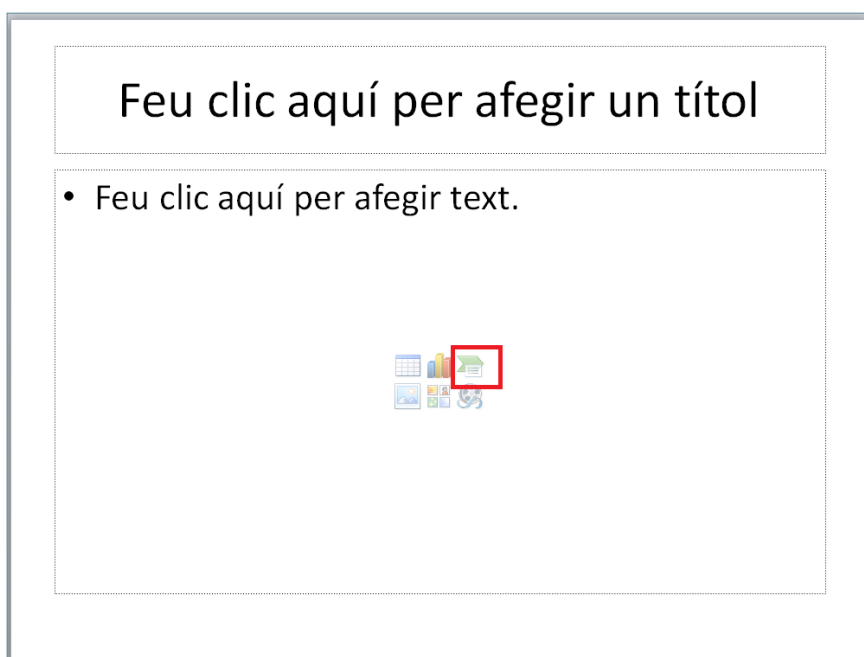 Feu clic aquí per afegir un títol
• Feu clic aquí per afegir text.